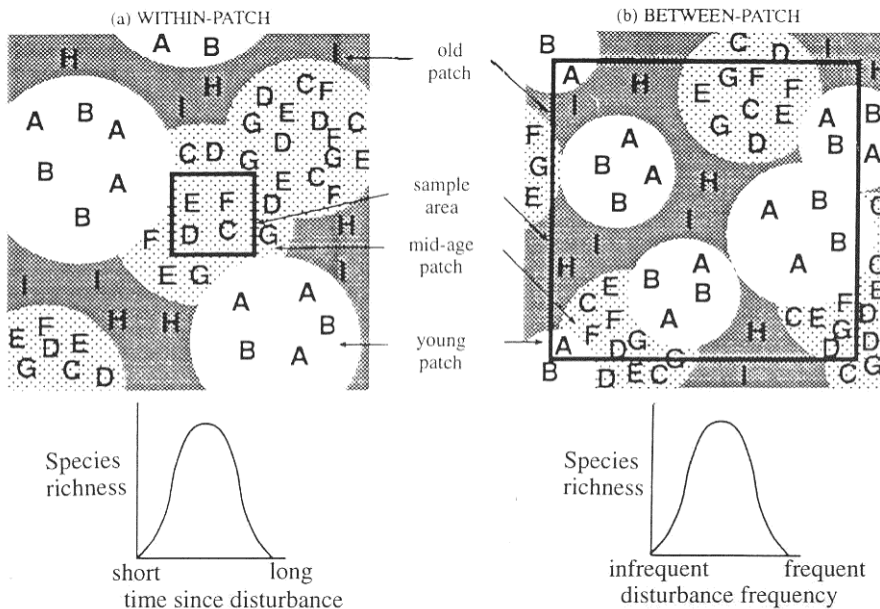 (a) WITHIN-PATCH
A B
H I
H C F
I D
B E
A A G D F C
D E
C D G G E
B A E C
E F D F
D C G H
B F
E G
I I I
A A
H H B
F
E D E
G C D
B A
old
patch
sample
area
mid-age
patch
young
patch
Species
richness
short long
time since disturbance
(b) BETWEEN-PATCH
B C D I
A G F H
I H E E
C
A G F A B
F D B B
B A
G H
E B
A B
I I
B
H A A
E B B
C A
F F A H C E F
A D G G D
G
B D E C I C
Species
richness
infrequent frequent
disturbance frequency